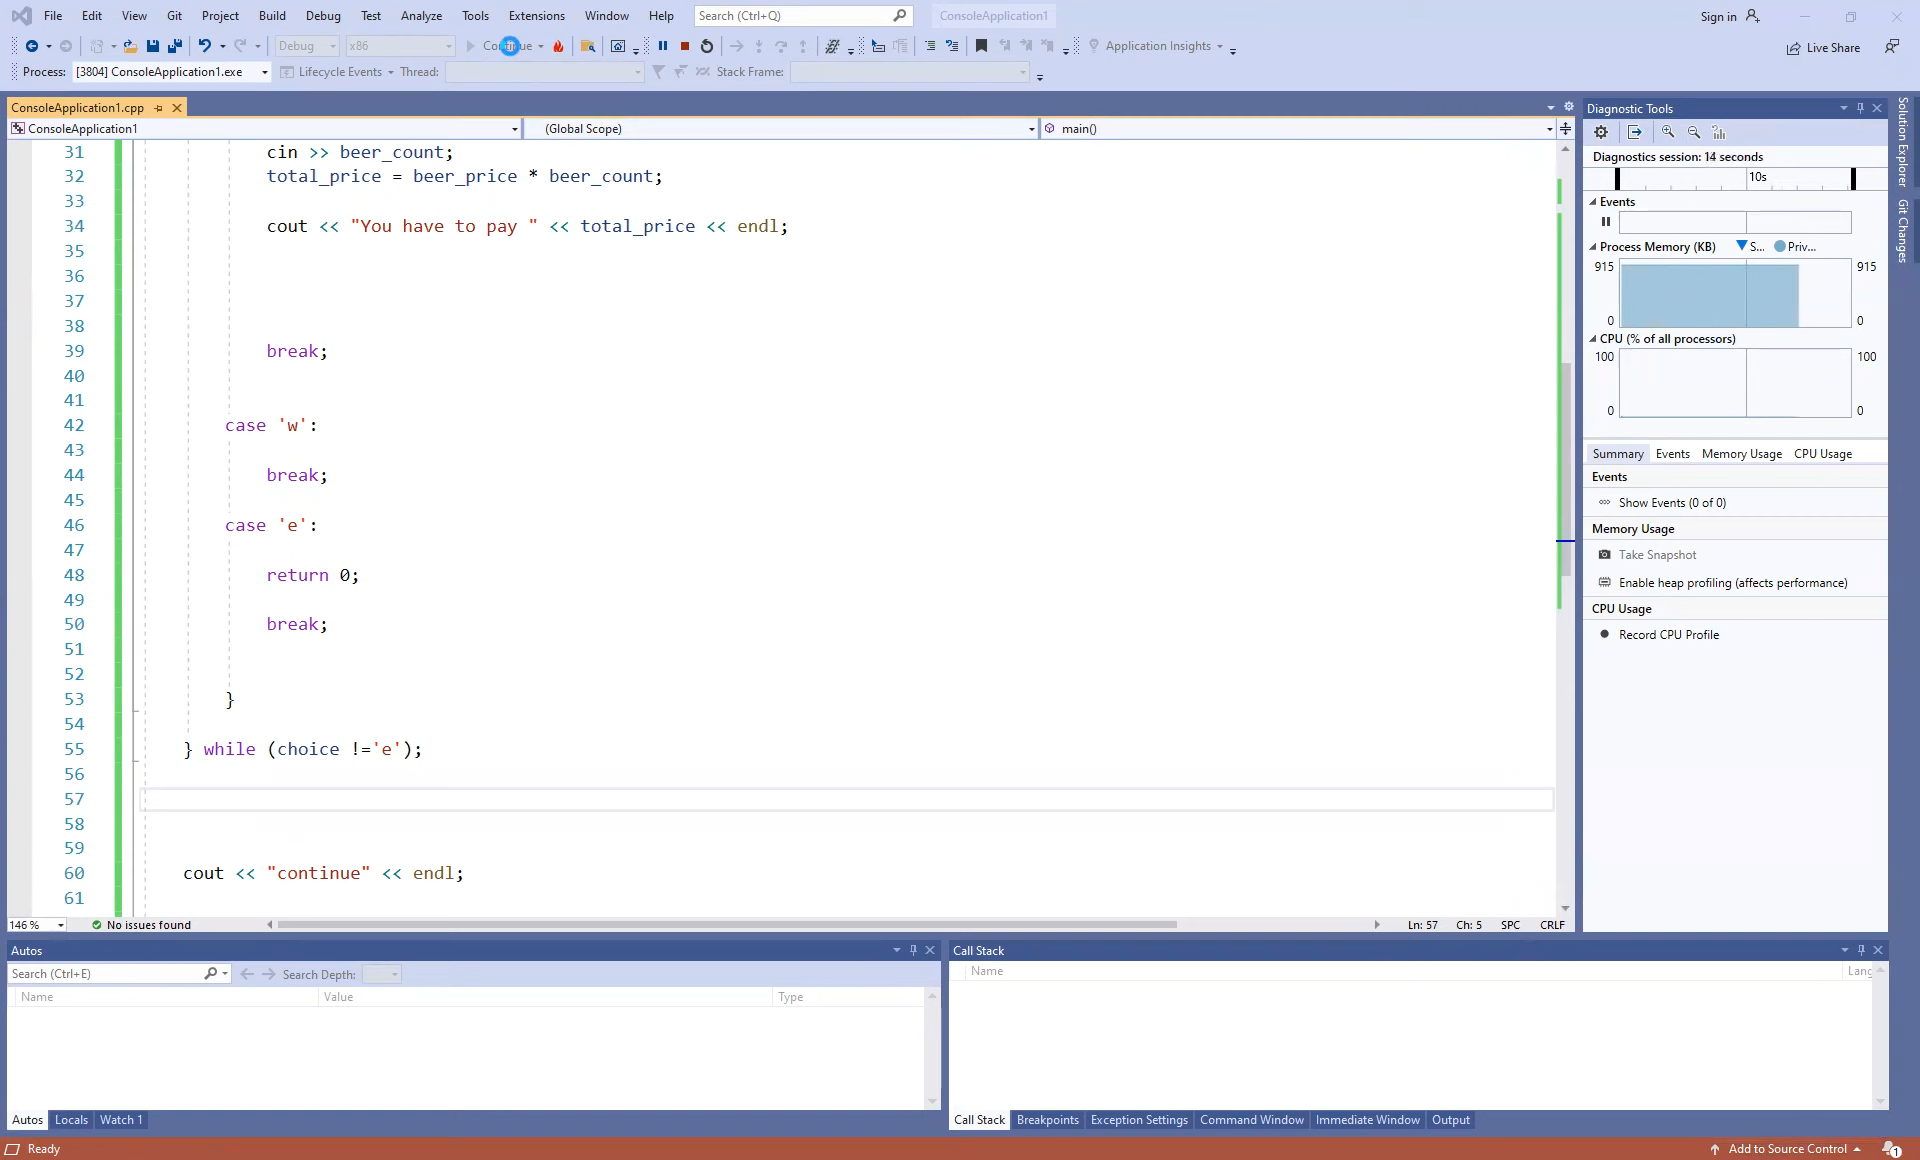 File Edit View Git Project Build Debug Test Analyze Tools Extensions Window Help Search (Ctrl+Q) ConsoleApplication1 Sign in
Debug x86 Continue Application Insights Live Share
Process: [3804] ConsoleApplication1.exe Lifecycle Events Thread: Stack Frame:
ConsoleApplication1.cpp
ConsoleApplication1 (Global Scope) main()
31 cin >> beer_count;
32 total_price = beer_price * beer_count;
33
34 cout << "You have to pay " << total_price << endl;
35
36
37
38
39 break;
40
41
42 case 'w':
43
44 break;
45
46 case 'e':
47
48 return 0;
49
50 break;
51
52
53 }
54
55 } while (choice !='e');
56
57
58
59
60 cout << "continue" << endl;
61
146 % No issues found Ln: 57 Ch: 5 SPC CRLF
Diagnostic Tools
Diagnostics session: 14 seconds
10s
Events
Process Memory (KB) S... Priv...
915 915
0 0
CPU (% of all processors)
100 100
0 0
Summary Events Memory Usage CPU Usage
Events
Show Events (0 of 0)
Memory Usage
Take Snapshot
Enable heap profiling (affects performance)
CPU Usage
Record CPU Profile
Solution Explorer
Git Changes
Autos
Search (Ctrl+E) Search Depth:
Name Value Type
Autos Locals Watch 1
Call Stack
Name Lang
Call Stack Breakpoints Exception Settings Command Window Immediate Window Output
Ready Add to Source Control 1